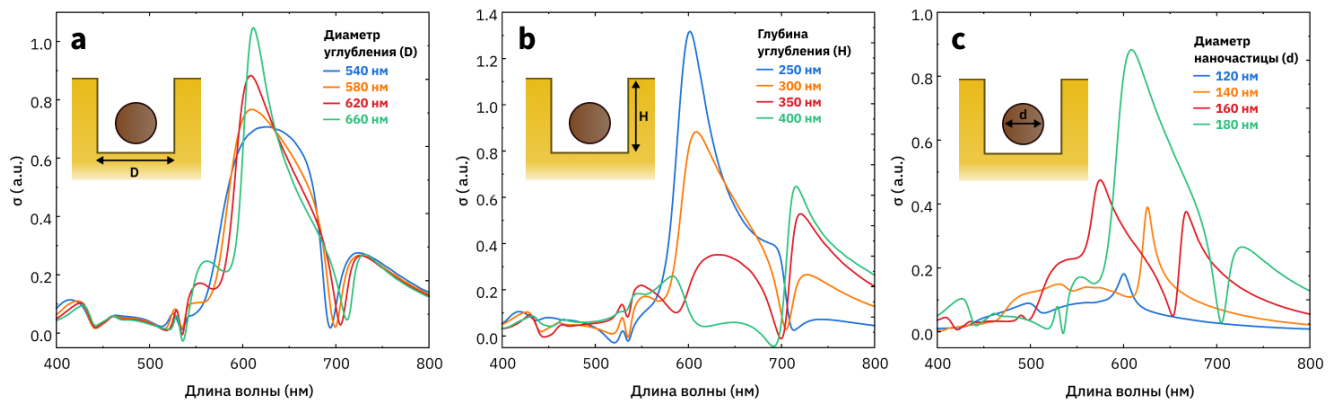 a
Диаметр
углубления (D)
540 нм
580 нм
620 нм
660 нм
D
σ ( a.u.)
1.0
0.8
0.6
0.4
0.2
0.0
400
500
600
700
800
Длина волны (нм)
b
Глубина
углубления (H)
250 нм
300 нм
350 нм
400 нм
H
σ ( a.u.)
1.4
1.2
1.0
0.8
0.6
0.4
0.2
0.0
400
500
600
700
800
Длина волны (нм)
c
Диаметр
наночастицы (d)
120 нм
140 нм
160 нм
180 нм
d
σ ( a.u.)
1.0
0.8
0.6
0.4
0.2
0.0
400
500
600
700
800
Длина волны (нм)